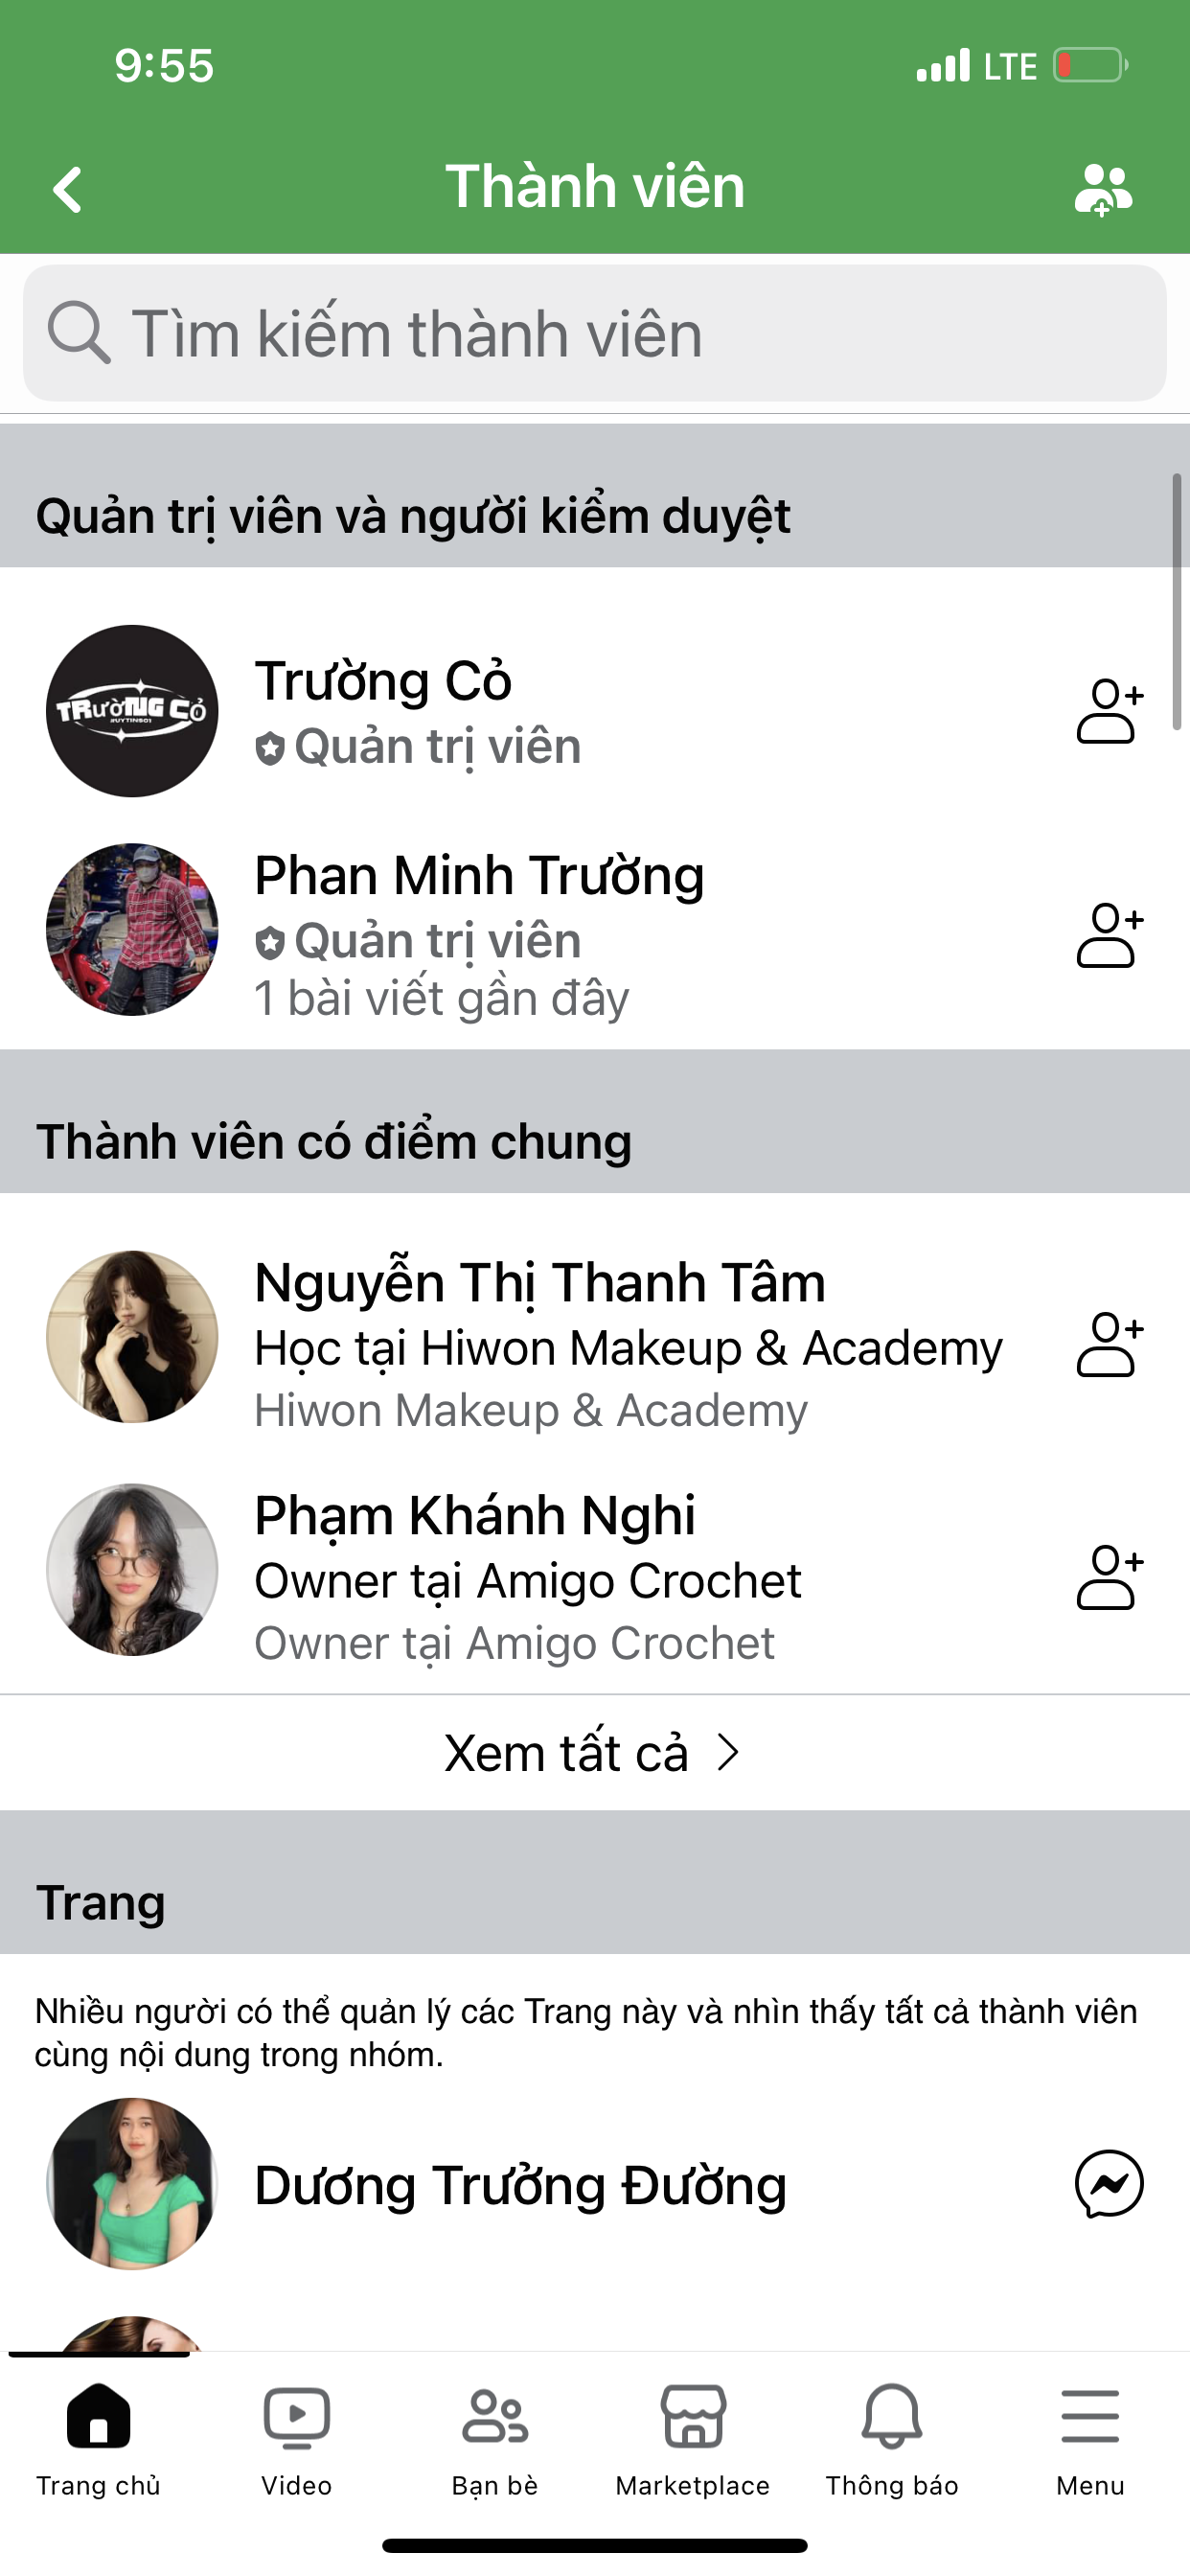 9:55
LTE
Thành viên
Tìm kiếm thành viên
Quản trị viên và người kiểm duyệt
TRườNG Cỏ
#UYTINSO1
Trường Cỏ
Quản trị viên
Phan Minh Trường
Quản trị viên
1 bài viết gần đây
Thành viên có điểm chung
Nguyễn Thị Thanh Tâm
Học tại Hiwon Makeup & Academy
Hiwon Makeup & Academy
Phạm Khánh Nghi
Owner tại Amigo Crochet
Owner tại Amigo Crochet
Xem tất cả
Trang
Nhiều người có thể quản lý các Trang này và nhìn thấy tất cả thành viên
cùng nội dung trong nhóm.
Dương Trưởng Đường
Trang chủ
Video
Bạn bè
Marketplace
Thông báo
Menu